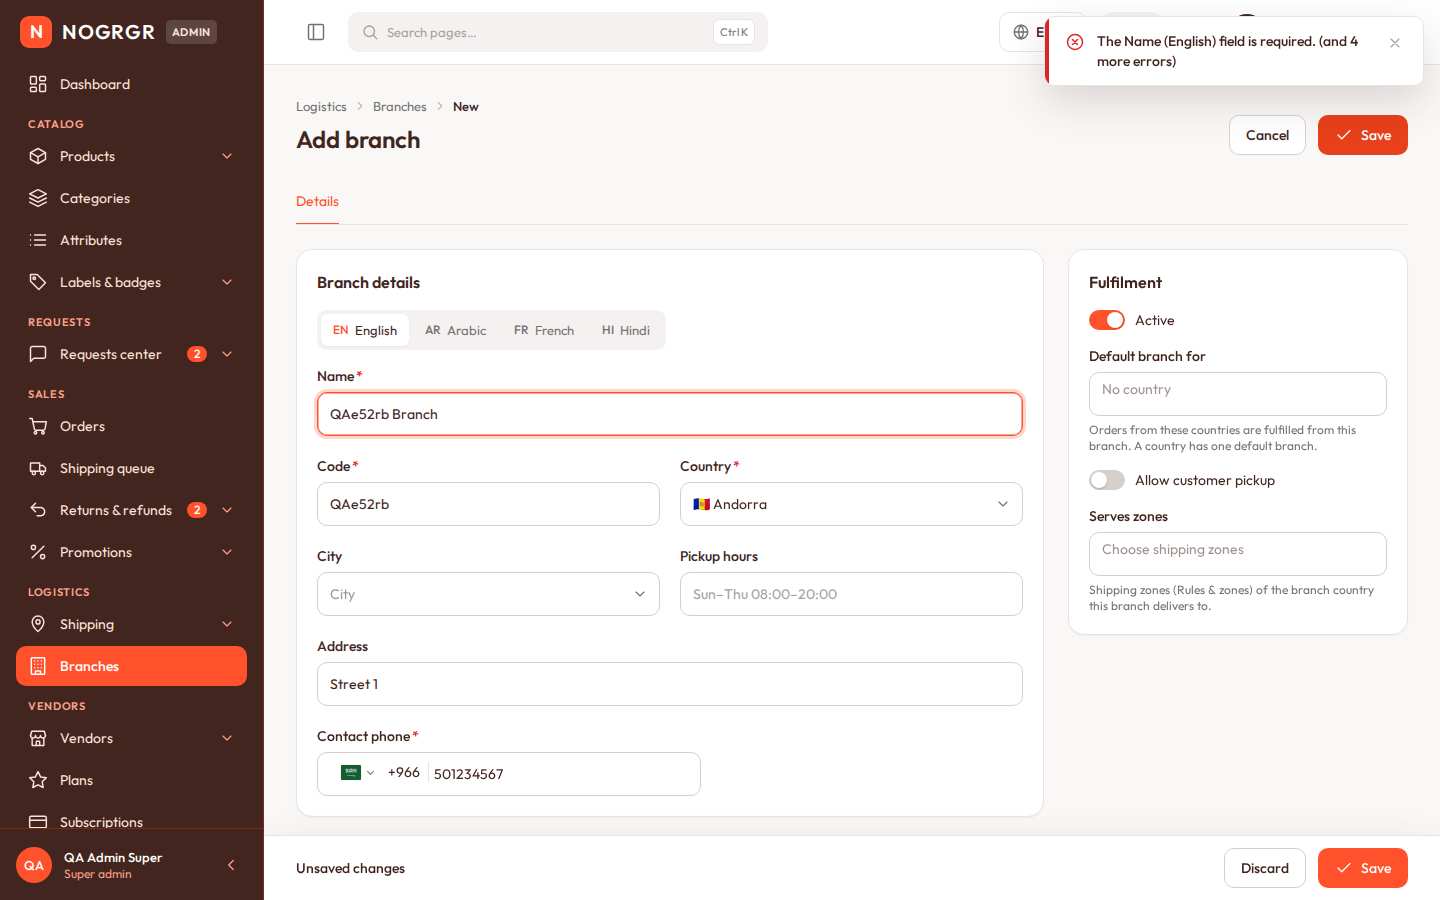 N NOGRGR ADMIN
Dashboard
CATALOG
Products
Categories
Attributes
Labels & badges
REQUESTS
Requests center 2
SALES
Orders
Shipping queue
Returns & refunds 2
Promotions
LOGISTICS
Shipping
Branches
VENDORS
Vendors
Plans
Subscriptions
QA QA Admin Super
Super admin
Search pages... Ctrl K
E
The Name (English) field is required. (and 4
more errors)
Logistics Branches New
Add branch
Cancel Save
Details
Branch details
EN English AR Arabic FR French HI Hindi
Name*
QAe52rb Branch
Code* Country*
QAe52rb Andorra
City Pickup hours
City Sun–Thu 08:00–20:00
Address
Street 1
Contact phone*
+966 501234567
Fulfilment
Active
Default branch for
No country
Orders from these countries are fulfilled from this
branch. A country has one default branch.
Allow customer pickup
Serves zones
Choose shipping zones
Shipping zones (Rules & zones) of the branch country
this branch delivers to.
Unsaved changes Discard Save